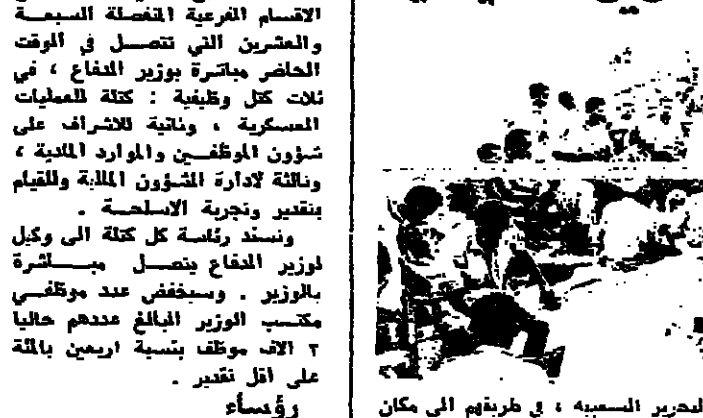 الاقسام الفرعية المنفصلة السبعة
والعشرين التي تتصل في الوقت
الحاضر مباشرة بوزير الدفاع ، في
ثلاث كتل وظيفية : كتلة للعمليات
العسكرية ، وثانية للاشراف على
شؤون الموظفين والموارد المادية ،
وثالثة لادارة الشؤون المالية وللقيام
بتقدير وتجربة الاسلحة .
وتسند رئاسة كل كتلة الى وكيل
لوزير الدفاع يتصل مباشرة
بالوزير . وسيخفض عدد موظفي
مكتب الوزير البالغ عددهم حاليا
٣ الاف موظف بنسبة اربعين بالمئة
على اقل تقدير .
رؤساء
لتحرير الشعبية ، في طريقهم الى مكان